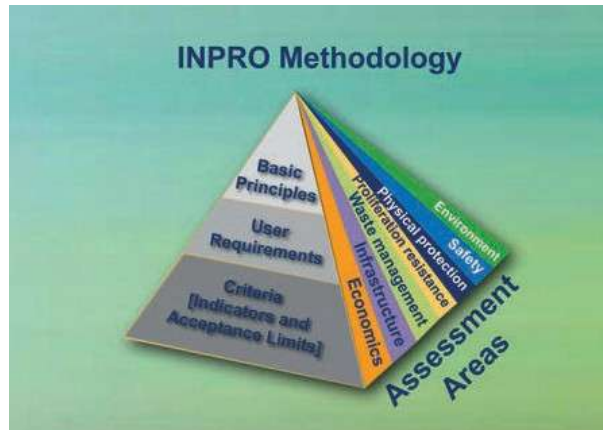 INPRO Methodology
Basic
Principles
User
Requirements
Criteria
[Indicators and
Acceptance Limits]
Economics
Infrastructure
Waste management
Proliferation resistance
Physical protection
Safety
Environment
Assessment
Areas